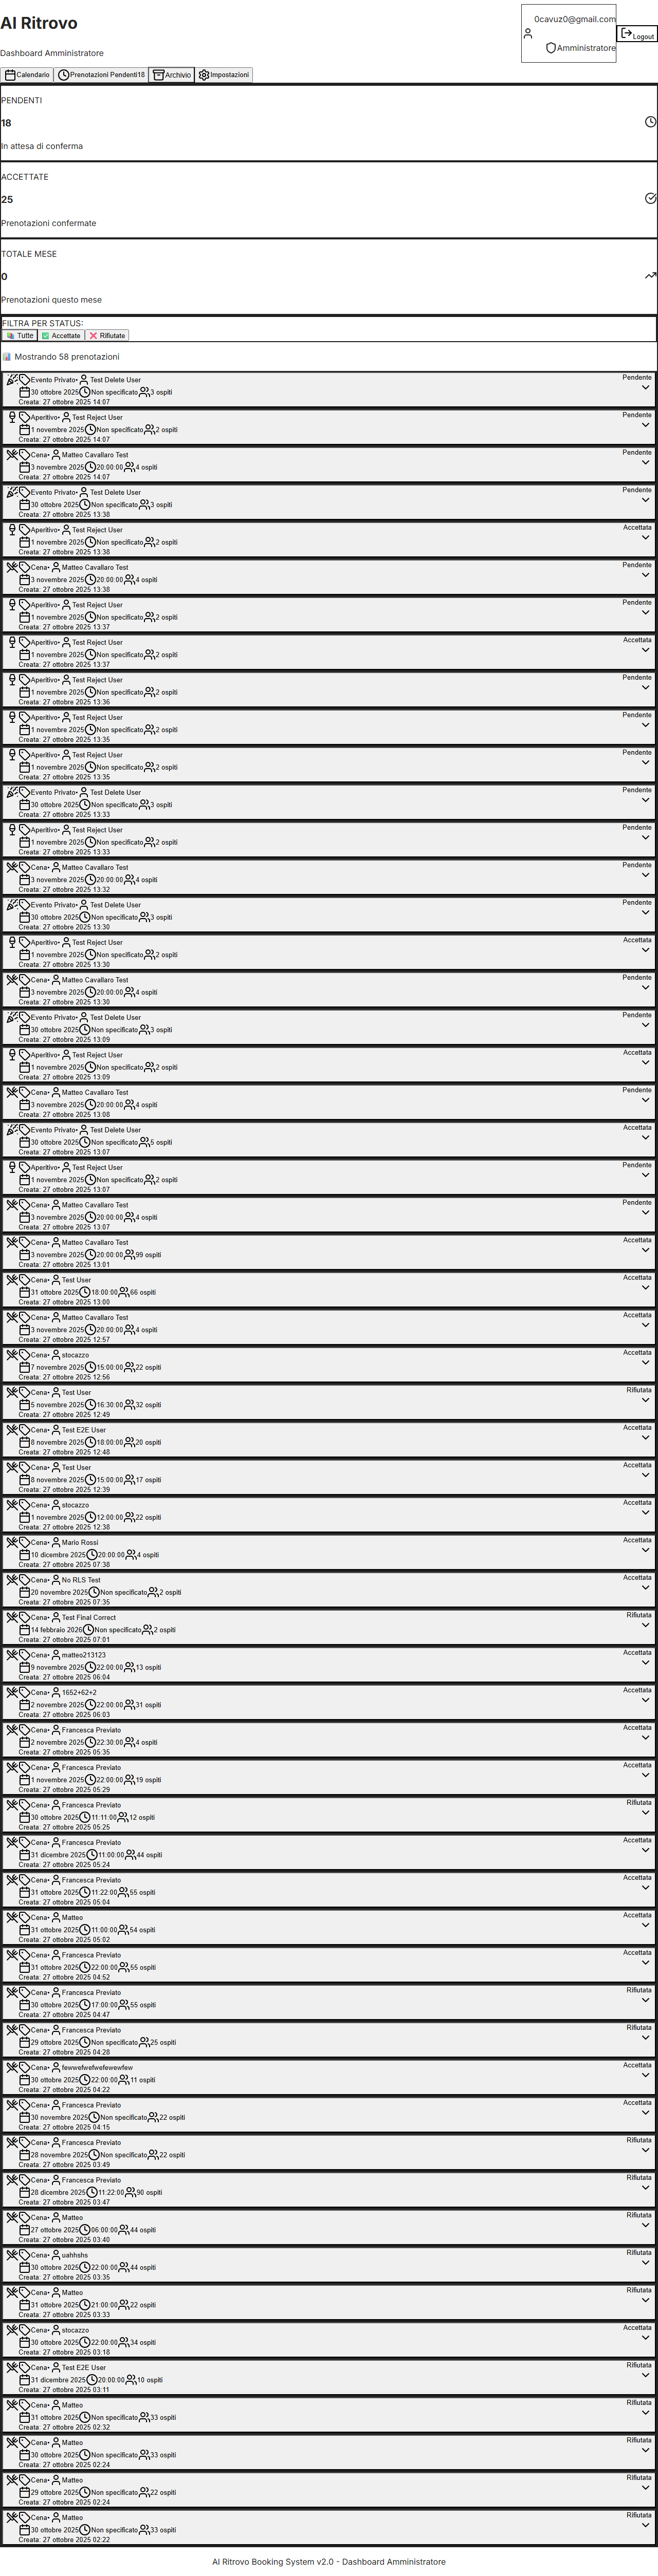 Al Ritrovo
0cavuz0@gmail.com
Amministratore
Logout
Dashboard Amministratore
Calendario
Prenotazioni Pendenti18
Archivio
Impostazioni
PENDENTI
18
In attesa di conferma
ACCETTATE
25
Prenotazioni confermate
TOTALE MESE
0
Prenotazioni questo mese
FILTRA PER STATUS:
Tutte
Accettate
Rifiutate
Mostrando 58 prenotazioni
Evento Privato• Test Delete User Pendente
30 ottobre 2025 Non specificato 3 ospiti
Creata: 27 ottobre 2025 14:07
Aperitivo• Test Reject User Pendente
1 novembre 2025 Non specificato 2 ospiti
Creata: 27 ottobre 2025 14:07
Cena• Matteo Cavallaro Test Pendente
3 novembre 2025 20:00:00 4 ospiti
Creata: 27 ottobre 2025 14:07
Evento Privato• Test Delete User Pendente
30 ottobre 2025 Non specificato 3 ospiti
Creata: 27 ottobre 2025 13:38
Aperitivo• Test Reject User Accettata
1 novembre 2025 Non specificato 2 ospiti
Creata: 27 ottobre 2025 13:38
Cena• Matteo Cavallaro Test Pendente
3 novembre 2025 20:00:00 4 ospiti
Creata: 27 ottobre 2025 13:38
Aperitivo• Test Reject User Pendente
1 novembre 2025 Non specificato 2 ospiti
Creata: 27 ottobre 2025 13:37
Aperitivo• Test Reject User Accettata
1 novembre 2025 Non specificato 2 ospiti
Creata: 27 ottobre 2025 13:37
Aperitivo• Test Reject User Pendente
1 novembre 2025 Non specificato 2 ospiti
Creata: 27 ottobre 2025 13:36
Aperitivo• Test Reject User Pendente
1 novembre 2025 Non specificato 2 ospiti
Creata: 27 ottobre 2025 13:35
Aperitivo• Test Reject User Pendente
1 novembre 2025 Non specificato 2 ospiti
Creata: 27 ottobre 2025 13:35
Evento Privato• Test Delete User Pendente
30 ottobre 2025 Non specificato 3 ospiti
Creata: 27 ottobre 2025 13:33
Aperitivo• Test Reject User Pendente
1 novembre 2025 Non specificato 2 ospiti
Creata: 27 ottobre 2025 13:33
Cena• Matteo Cavallaro Test Pendente
3 novembre 2025 20:00:00 4 ospiti
Creata: 27 ottobre 2025 13:32
Evento Privato• Test Delete User Pendente
30 ottobre 2025 Non specificato 3 ospiti
Creata: 27 ottobre 2025 13:30
Aperitivo• Test Reject User Accettata
1 novembre 2025 Non specificato 2 ospiti
Creata: 27 ottobre 2025 13:30
Cena• Matteo Cavallaro Test Pendente
3 novembre 2025 20:00:00 4 ospiti
Creata: 27 ottobre 2025 13:30
Evento Privato• Test Delete User Pendente
30 ottobre 2025 Non specificato 3 ospiti
Creata: 27 ottobre 2025 13:09
Aperitivo• Test Reject User Accettata
1 novembre 2025 Non specificato 2 ospiti
Creata: 27 ottobre 2025 13:09
Cena• Matteo Cavallaro Test Pendente
3 novembre 2025 20:00:00 4 ospiti
Creata: 27 ottobre 2025 13:08
Evento Privato• Test Delete User Accettata
30 ottobre 2025 Non specificato 5 ospiti
Creata: 27 ottobre 2025 13:07
Aperitivo• Test Reject User Pendente
1 novembre 2025 Non specificato 2 ospiti
Creata: 27 ottobre 2025 13:07
Cena• Matteo Cavallaro Test Pendente
3 novembre 2025 20:00:00 4 ospiti
Creata: 27 ottobre 2025 13:07
Cena• Matteo Cavallaro Test Accettata
3 novembre 2025 20:00:00 99 ospiti
Creata: 27 ottobre 2025 13:01
Cena• Test User Accettata
31 ottobre 2025 18:00:00 66 ospiti
Creata: 27 ottobre 2025 13:00
Cena• Matteo Cavallaro Test Accettata
3 novembre 2025 20:00:00 4 ospiti
Creata: 27 ottobre 2025 12:57
Cena• stocazzo Accettata
7 novembre 2025 15:00:00 22 ospiti
Creata: 27 ottobre 2025 12:56
Cena• Test User Rifiutata
5 novembre 2025 16:30:00 32 ospiti
Creata: 27 ottobre 2025 12:49
Cena• Test E2E User Accettata
8 novembre 2025 18:00:00 20 ospiti
Creata: 27 ottobre 2025 12:48
Cena• Test User Accettata
8 novembre 2025 15:00:00 17 ospiti
Creata: 27 ottobre 2025 12:39
Cena• stocazzo Accettata
1 novembre 2025 12:00:00 22 ospiti
Creata: 27 ottobre 2025 12:38
Cena• Mario Rossi Accettata
10 dicembre 2025 20:00:00 4 ospiti
Creata: 27 ottobre 2025 07:38
Cena• No RLS Test Accettata
20 novembre 2025 Non specificato 2 ospiti
Creata: 27 ottobre 2025 07:35
Cena• Test Final Correct Rifiutata
14 febbraio 2026 Non specificato 2 ospiti
Creata: 27 ottobre 2025 07:01
Cena• matteo213123 Accettata
9 novembre 2025 22:00:00 13 ospiti
Creata: 27 ottobre 2025 06:04
Cena• 1652+62+2 Accettata
2 novembre 2025 22:00:00 31 ospiti
Creata: 27 ottobre 2025 06:03
Cena• Francesca Previato Accettata
2 novembre 2025 22:30:00 4 ospiti
Creata: 27 ottobre 2025 05:35
Cena• Francesca Previato Accettata
1 novembre 2025 22:00:00 19 ospiti
Creata: 27 ottobre 2025 05:29
Cena• Francesca Previato Rifiutata
30 ottobre 2025 11:11:00 12 ospiti
Creata: 27 ottobre 2025 05:25
Cena• Francesca Previato Accettata
31 dicembre 2025 11:00:00 44 ospiti
Creata: 27 ottobre 2025 05:24
Cena• Francesca Previato Accettata
31 ottobre 2025 11:22:00 55 ospiti
Creata: 27 ottobre 2025 05:04
Cena• Matteo Accettata
31 ottobre 2025 11:00:00 54 ospiti
Creata: 27 ottobre 2025 05:02
Cena• Francesca Previato Accettata
31 ottobre 2025 22:00:00 55 ospiti
Creata: 27 ottobre 2025 04:52
Cena• Francesca Previato Rifiutata
30 ottobre 2025 17:00:00 55 ospiti
Creata: 27 ottobre 2025 04:47
Cena• Francesca Previato Rifiutata
29 ottobre 2025 Non specificato 25 ospiti
Creata: 27 ottobre 2025 04:28
Cena• fewwefwefwefewewfew Accettata
30 ottobre 2025 22:00:00 11 ospiti
Creata: 27 ottobre 2025 04:22
Cena• Francesca Previato Accettata
30 novembre 2025 Non specificato 22 ospiti
Creata: 27 ottobre 2025 04:15
Cena• Francesca Previato Rifiutata
28 novembre 2025 Non specificato 22 ospiti
Creata: 27 ottobre 2025 03:49
Cena• Francesca Previato Rifiutata
28 dicembre 2025 11:22:00 90 ospiti
Creata: 27 ottobre 2025 03:47
Cena• Matteo Rifiutata
27 ottobre 2025 06:00:00 44 ospiti
Creata: 27 ottobre 2025 03:40
Cena• uahhshs Rifiutata
30 ottobre 2025 22:00:00 44 ospiti
Creata: 27 ottobre 2025 03:35
Cena• Matteo Rifiutata
31 ottobre 2025 21:00:00 22 ospiti
Creata: 27 ottobre 2025 03:33
Cena• stocazzo Accettata
30 ottobre 2025 22:00:00 34 ospiti
Creata: 27 ottobre 2025 03:18
Cena• Test E2E User Rifiutata
31 dicembre 2025 20:00:00 10 ospiti
Creata: 27 ottobre 2025 03:11
Cena• Matteo Rifiutata
31 ottobre 2025 Non specificato 33 ospiti
Creata: 27 ottobre 2025 02:32
Cena• Matteo Rifiutata
30 ottobre 2025 Non specificato 33 ospiti
Creata: 27 ottobre 2025 02:24
Cena• Matteo Rifiutata
29 ottobre 2025 Non specificato 22 ospiti
Creata: 27 ottobre 2025 02:24
Cena• Matteo Rifiutata
30 ottobre 2025 Non specificato 33 ospiti
Creata: 27 ottobre 2025 02:22
Al Ritrovo Booking System v2.0 - Dashboard Amministratore